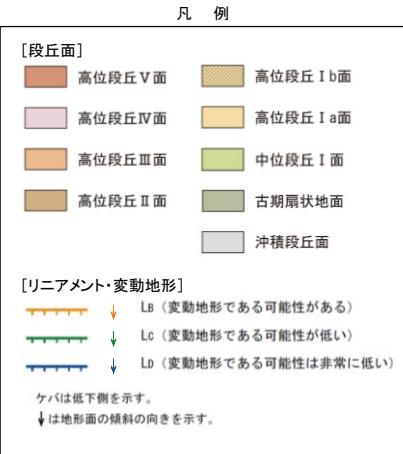 凡 例
[段丘面]
高位段丘Ⅴ面
高位段丘Ⅳ面
高位段丘Ⅲ面
高位段丘Ⅱ面
高位段丘Ⅰb面
高位段丘Ⅰa面
中位段丘Ⅰ面
古期扇状地面
沖積段丘面
[リニアメント・変動地形]
LB(変動地形である可能性がある)
LC(変動地形である可能性が低い)
LD(変動地形である可能性は非常に低い)
ケバは低下側を示す。
↓は地形面の傾斜の向きを示す。